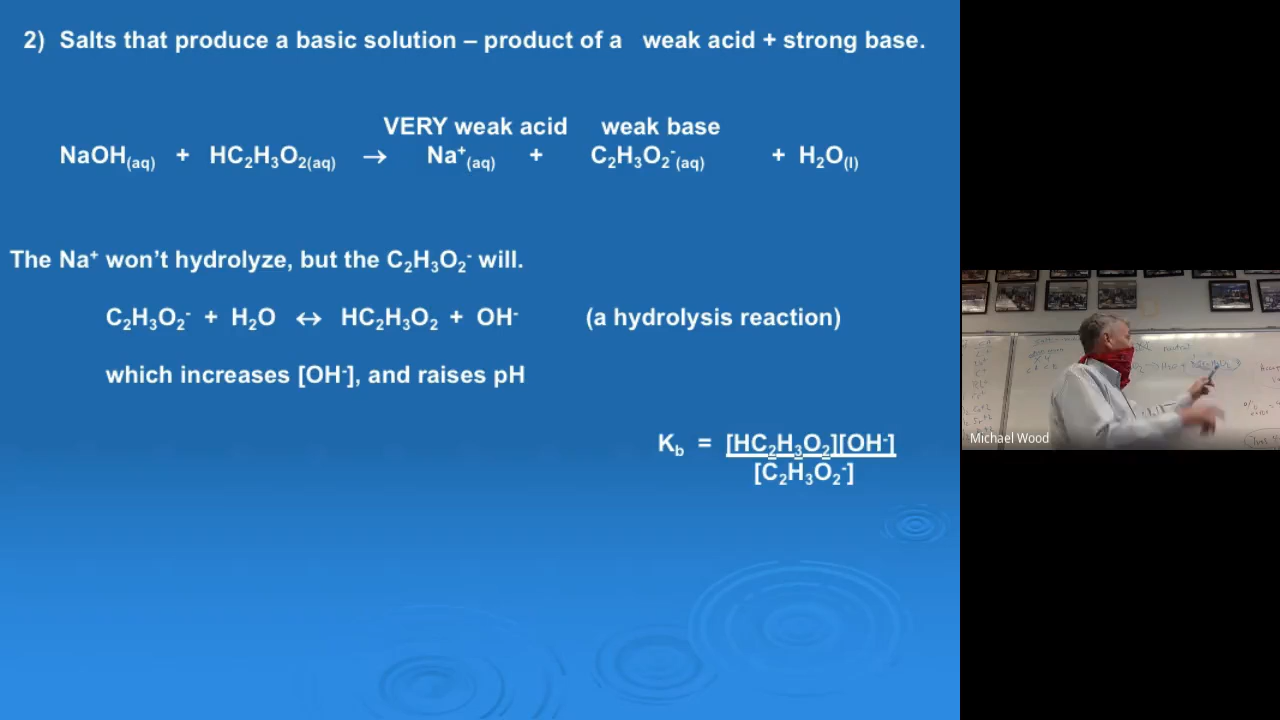 2) Salts that produce a basic solution – product of a weak acid + strong base.
VERY weak acid weak base
NaOH(aq) + HC₂H₃O₂(aq) → Na⁺(aq) + C₂H₃O₂⁻(aq) + H₂O(l)
The Na⁺ won’t hydrolyze, but the C₂H₃O₂⁻ will.
C₂H₃O₂⁻ + H₂O ↔ HC₂H₃O₂ + OH⁻ (a hydrolysis reaction)
which increases [OH⁻], and raises pH
K_b = [HC₂H₃O₂][OH⁻]
[C₂H₃O₂⁻]
neutral
Michael Wood